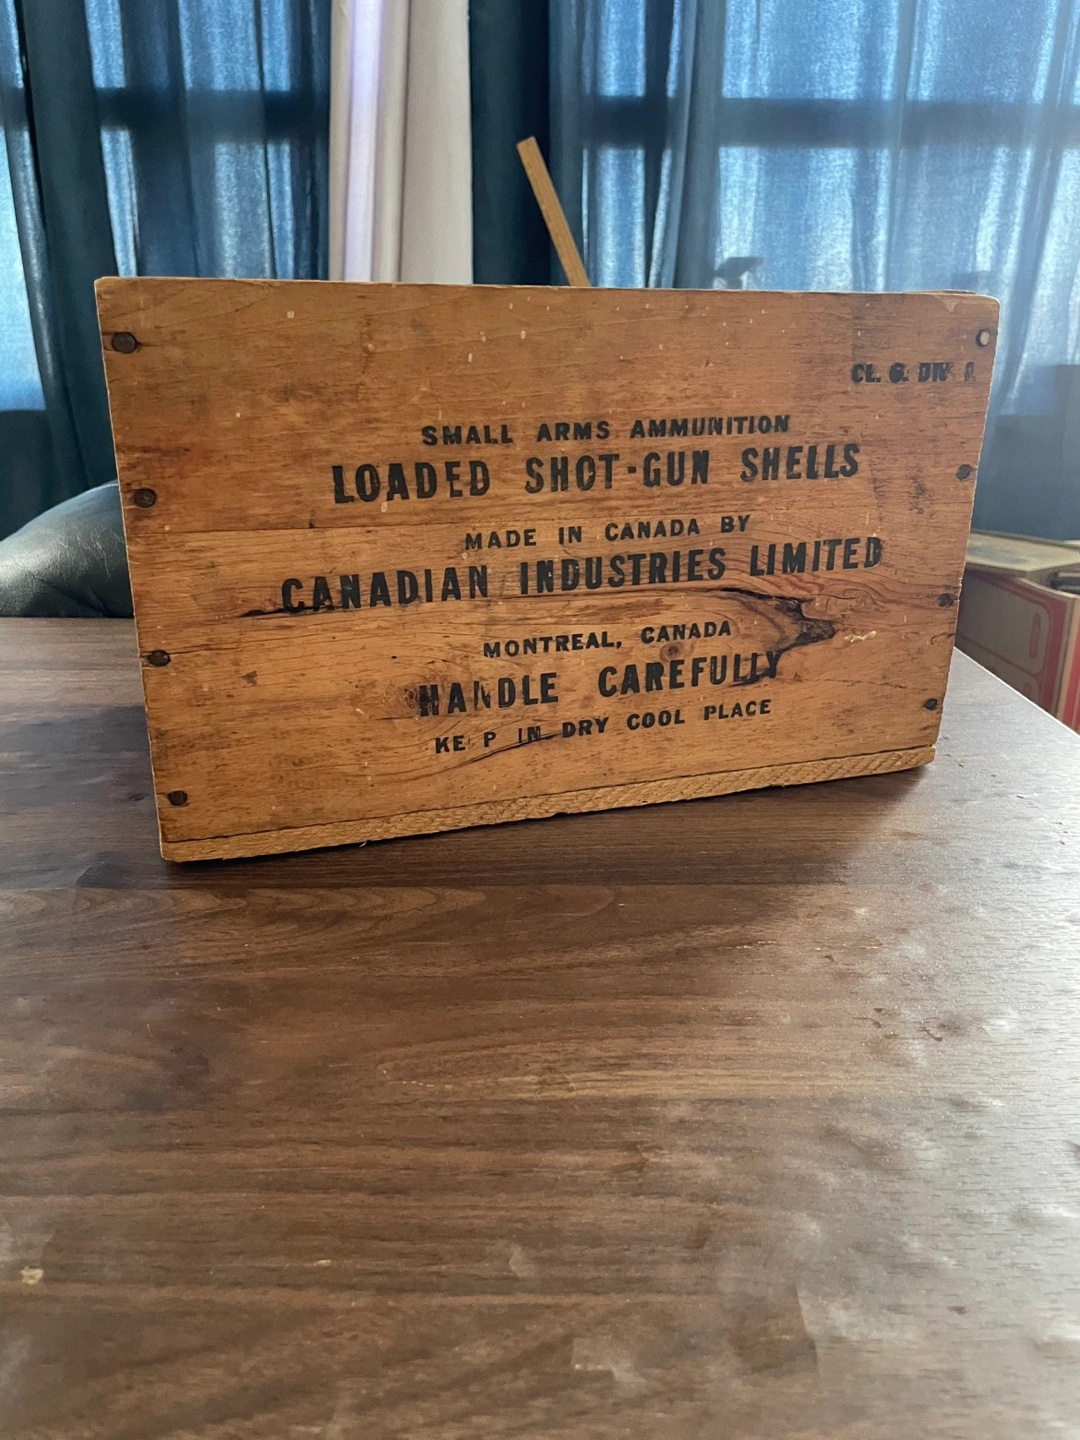 CL. 6. DIV. 1.
SMALL ARMS AMMUNITION
LOADED SHOT-GUN SHELLS
MADE IN CANADA BY
CANADIAN INDUSTRIES LIMITED
MONTREAL, CANADA
HANDLE CAREFULLY
KEEP IN DRY COOL PLACE